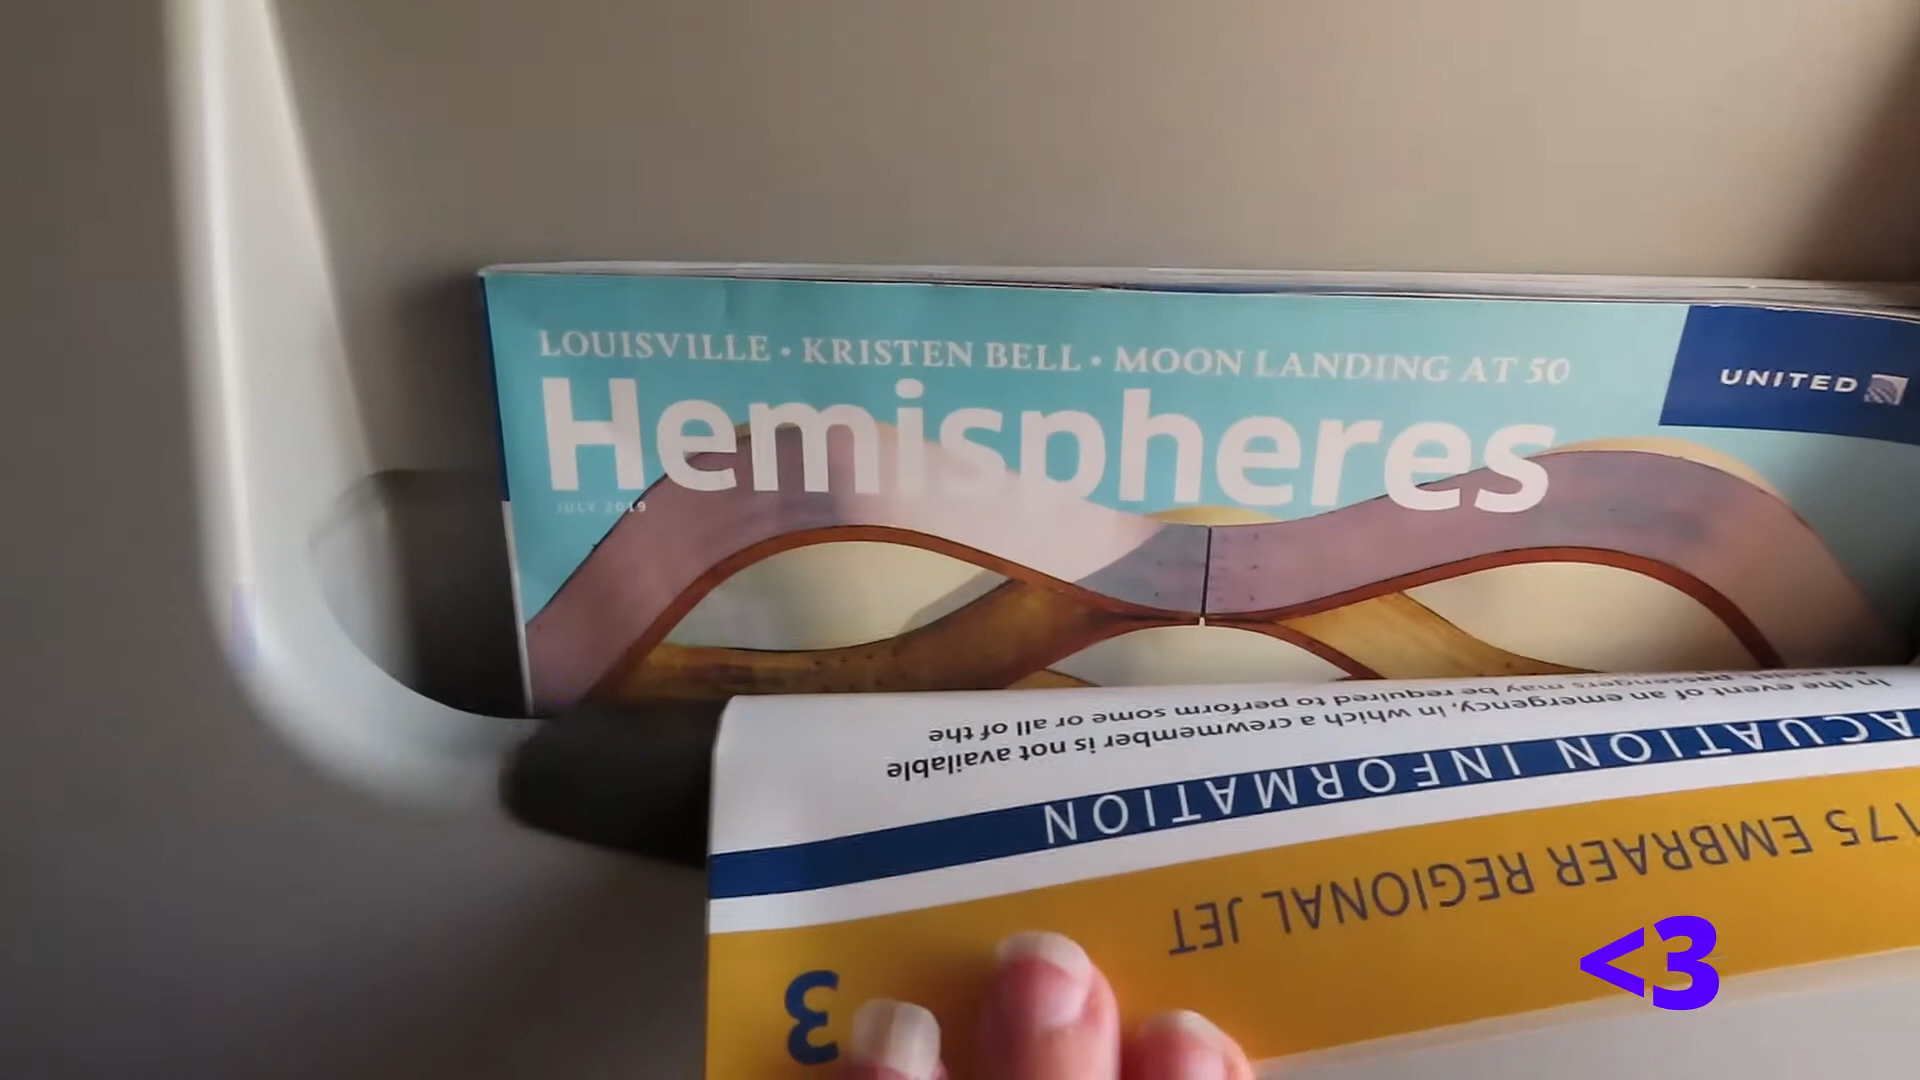 LOUISVILLE • KRISTEN BELL • MOON LANDING AT 50
Hemispheres
UNITED
JULY 2019
175 EMBRAER REGIONAL JET
ACUATION INFORMATION
In the event of an emergency, in which a crewmember is not available
passengers may be required to perform some or all of the
3
<3